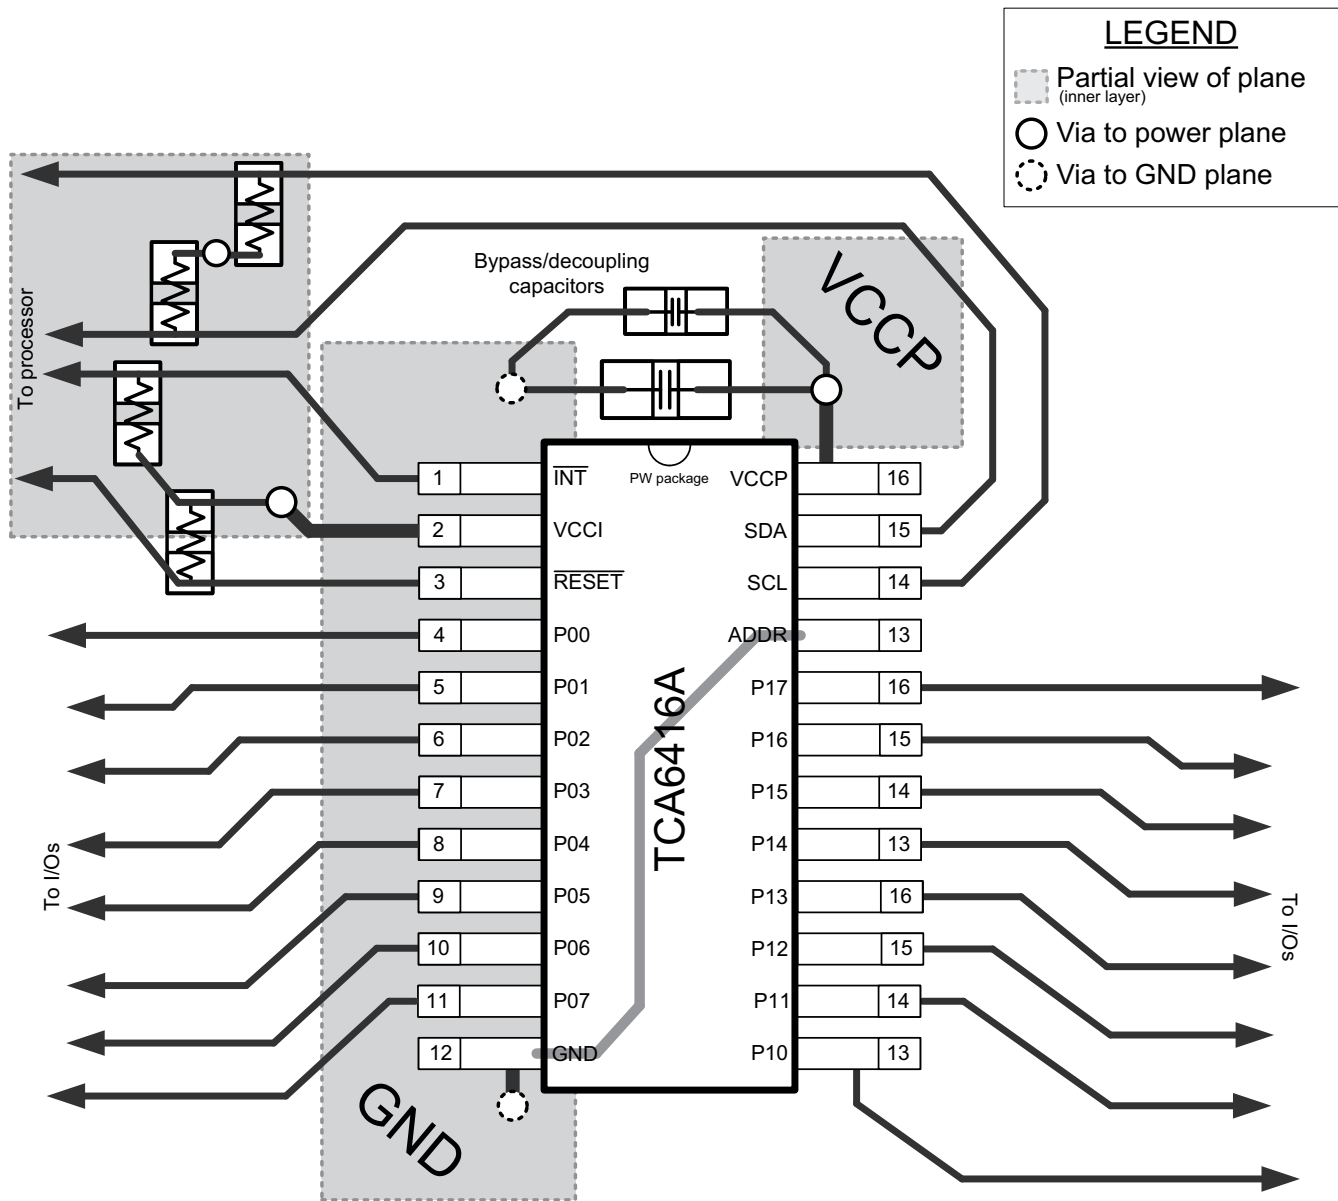 LEGEND
Partial view of plane
(inner layer)
Via to power plane
Via to GND plane
Bypass/decoupling
capacitors
VCCP
To processor
PW package
TCA6416A
1 INT
2 VCCI
3 RESET
4 P00
5 P01
6 P02
7 P03
8 P04
9 P05
10 P06
11 P07
12 GND
VCCP 16
SDA 15
SCL 14
ADDR 13
P17 16
P16 15
P15 14
P14 13
P13 16
P12 15
P11 14
P10 13
To I/Os
To I/Os
GND